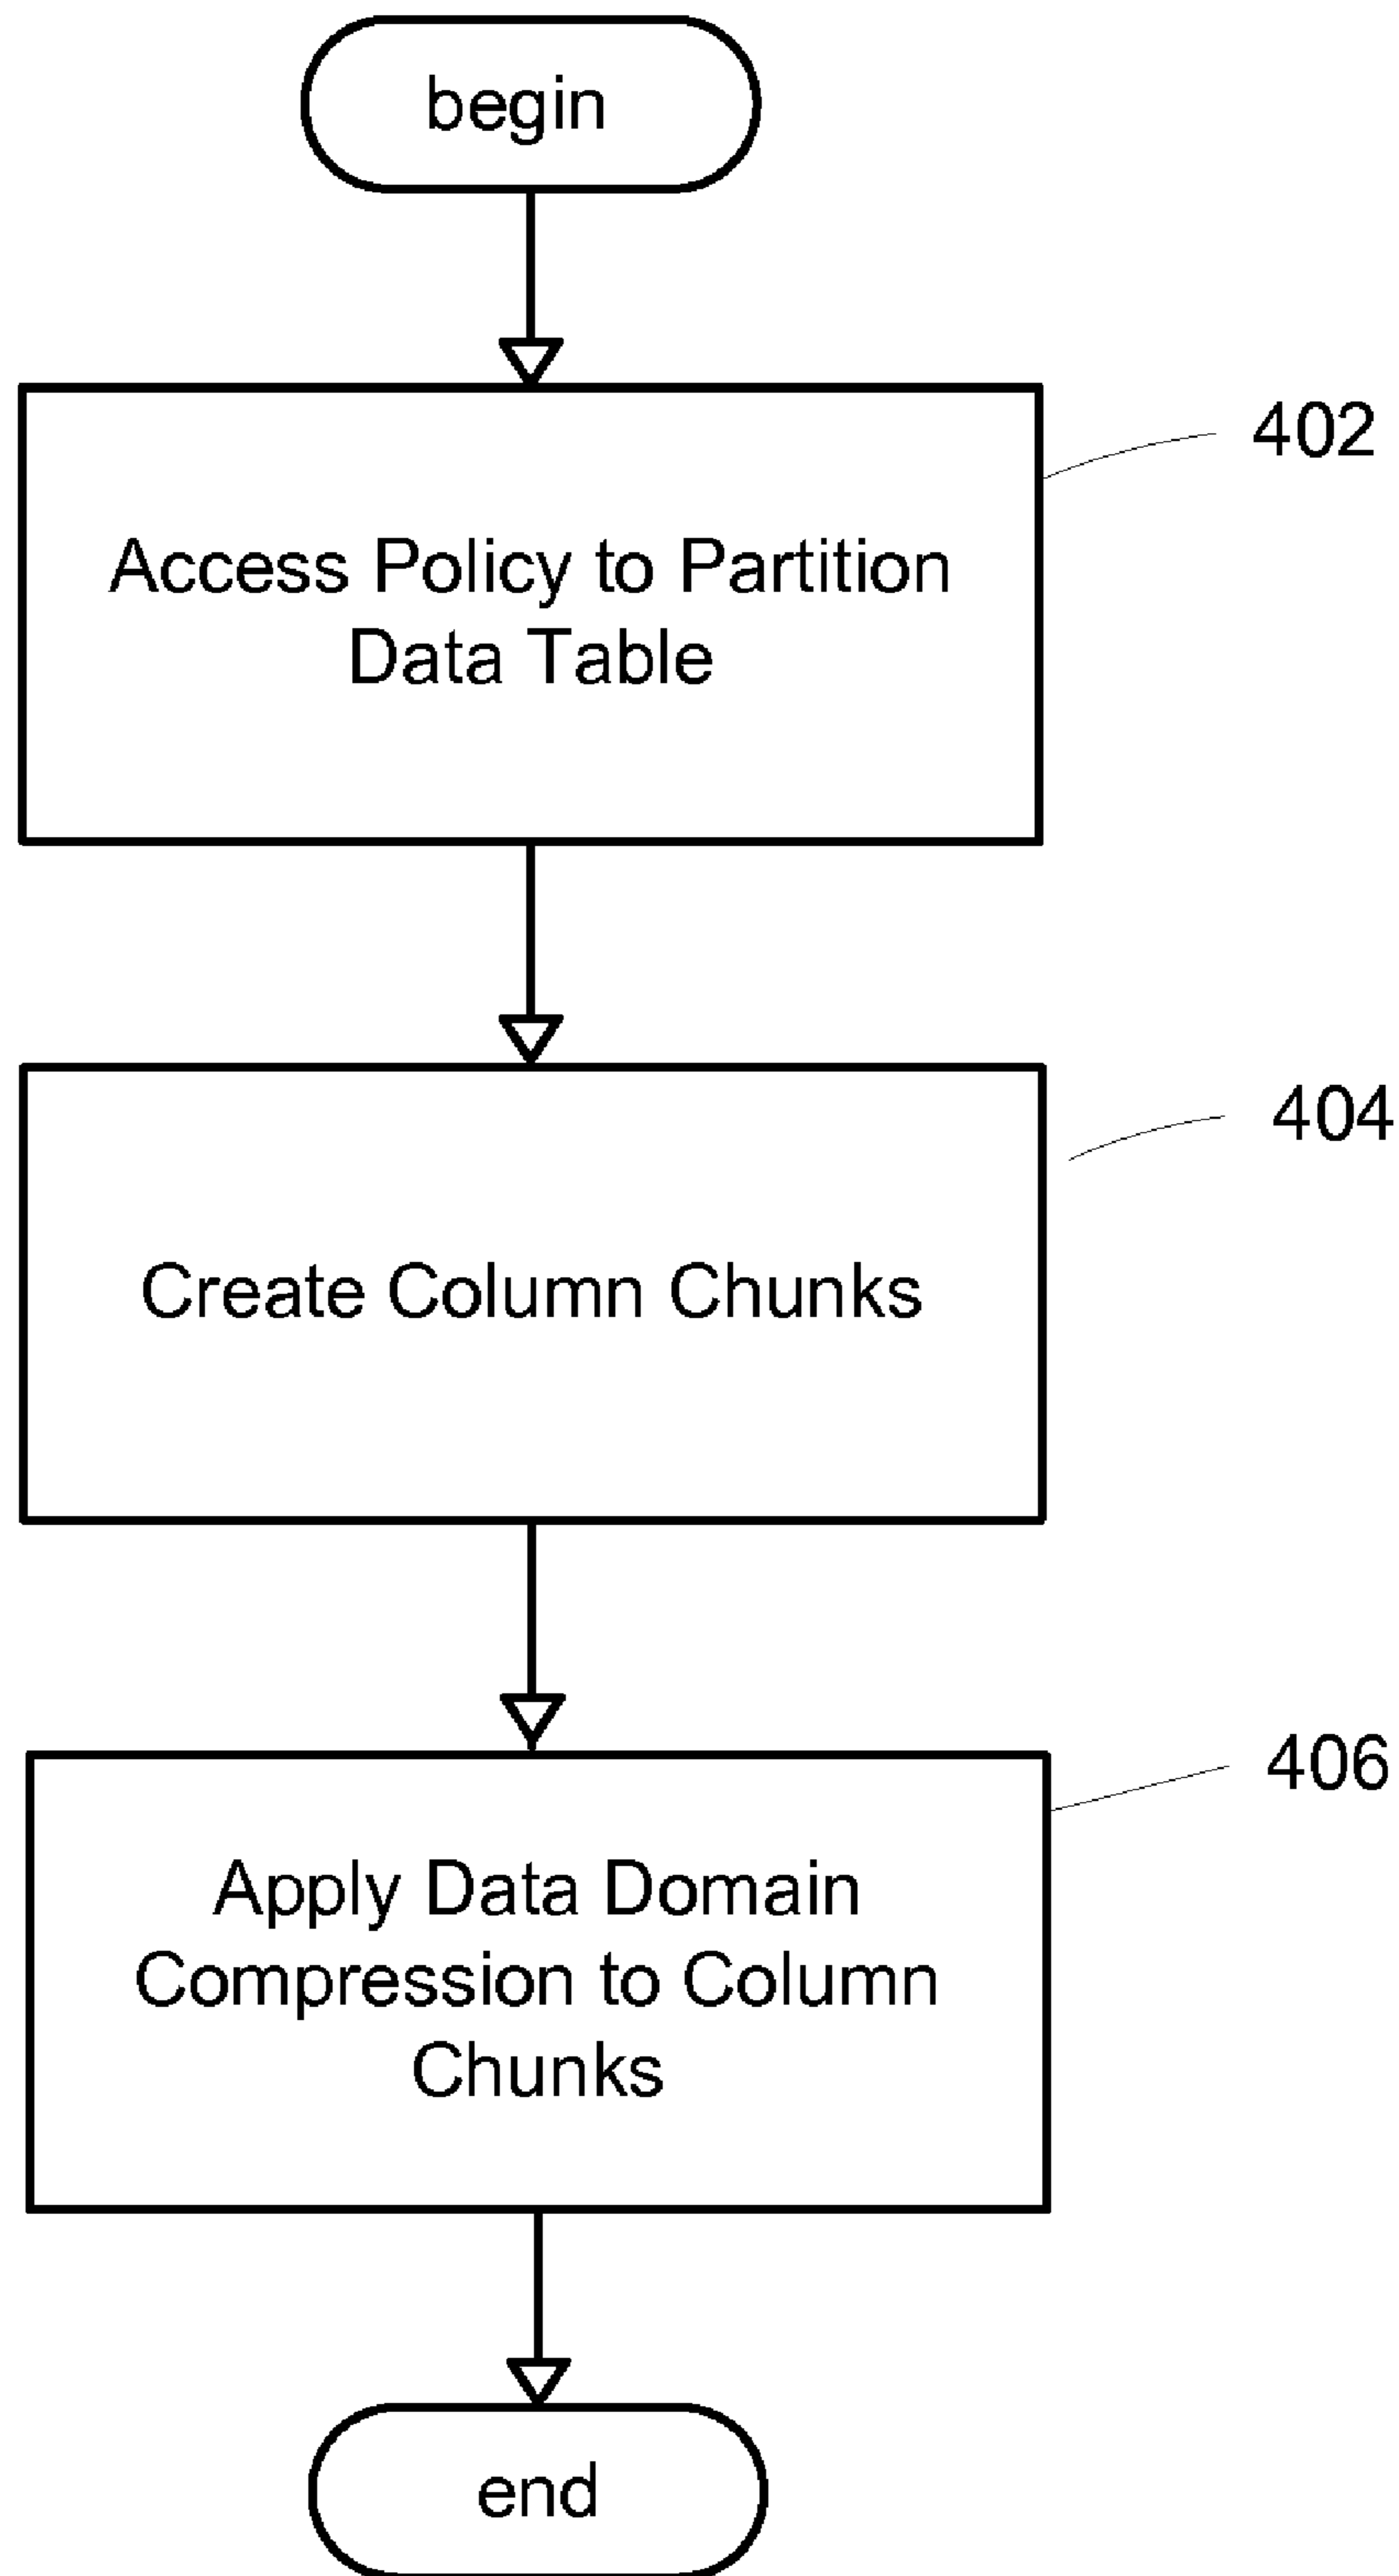 begin
402
Access Policy to Partition
Data Table
404
Create Column Chunks
406
Apply Data Domain
Compression to Column
Chunks
end